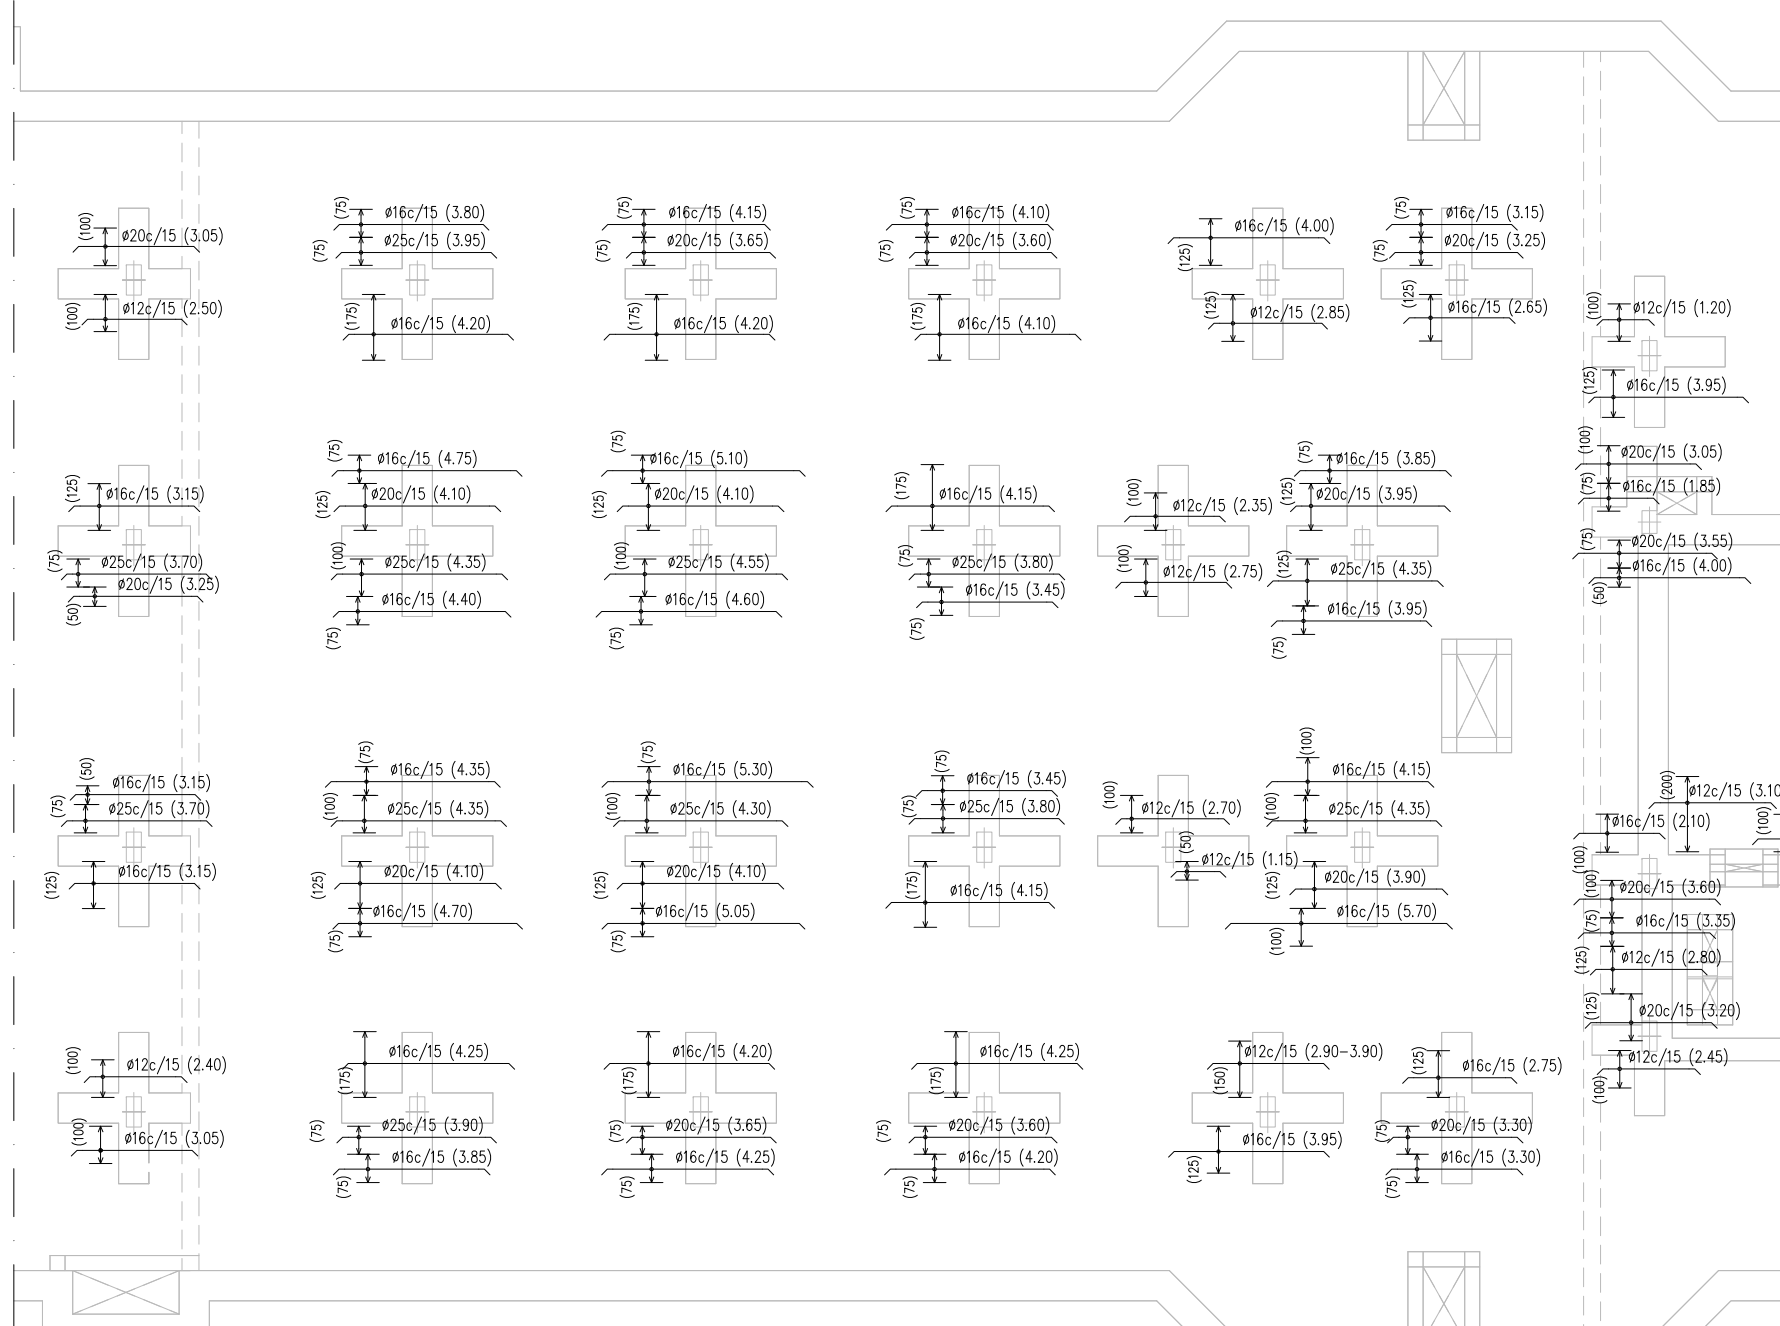 (100)
ø20c/15 (3.05)
(100)
ø12c/15 (2.50)
(75)
ø16c/15 (3.80)
(75)
ø25c/15 (3.95)
(175)
ø16c/15 (4.20)
(75)
ø16c/15 (4.15)
(75)
ø20c/15 (3.65)
(175)
ø16c/15 (4.20)
(75)
ø16c/15 (4.10)
(75)
ø20c/15 (3.60)
(175)
ø16c/15 (4.10)
ø16c/15 (4.00)
(125)
(125)
ø12c/15 (2.85)
(75)
ø16c/15 (3.15)
(75)
ø20c/15 (3.25)
(125)
ø16c/15 (2.65)
(100)
ø12c/15 (1.20)
(125)
ø16c/15 (3.95)
(125)
ø16c/15 (3.15)
(75)
ø25c/15 (3.70)
ø20c/15 (3.25)
(50)
(75)
ø16c/15 (4.75)
(125)
ø20c/15 (4.10)
(100)
ø25c/15 (4.35)
ø16c/15 (4.40)
(75)
(75)
ø16c/15 (5.10)
(125)
ø20c/15 (4.10)
(100)
ø25c/15 (4.55)
ø16c/15 (4.60)
(75)
(175)
ø16c/15 (4.15)
(75)
ø25c/15 (3.80)
ø16c/15 (3.45)
(75)
(100)
ø12c/15 (2.35)
(100)
ø12c/15 (2.75)
(75)
ø16c/15 (3.85)
(125)
ø20c/15 (3.95)
(125)
ø25c/15 (4.35)
ø16c/15 (3.95)
(75)
(100)
ø20c/15 (3.05)
(75)
ø16c/15 (1.85)
(75)
ø20c/15 (3.55)
ø16c/15 (4.00)
(50)
(50)
ø16c/15 (3.15)
(75)
ø25c/15 (3.70)
ø16c/15 (3.15)
(125)
(75)
ø16c/15 (4.35)
(100)
ø25c/15 (4.35)
ø20c/15 (4.10)
(125)
ø16c/15 (4.70)
(75)
(75)
ø16c/15 (5.30)
(100)
ø25c/15 (4.30)
ø20c/15 (4.10)
(125)
ø16c/15 (5.05)
(75)
(75)
ø16c/15 (3.45)
(75)
ø25c/15 (3.80)
(175)
ø16c/15 (4.15)
(100)
ø12c/15 (2.70)
(50)
ø12c/15 (1.15)
(100)
ø16c/15 (4.15)
(100)
ø25c/15 (4.35)
(125)
ø20c/15 (3.90)
ø16c/15 (5.70)
(100)
(200)
ø12c/15 (3.10
(100)
ø16c/15 (2.10)
(100)
(100)
ø20c/15 (3.60)
(75)
ø16c/15 (3.35)
(125)
ø12c/15 (2.80)
(125)
ø20c/15 (3.20)
ø12c/15 (2.45)
(100)
(100)
ø12c/15 (2.40)
(100)
ø16c/15 (3.05)
ø16c/15 (4.25)
(175)
(75)
ø25c/15 (3.90)
ø16c/15 (3.85)
(75)
ø16c/15 (4.20)
(175)
(75)
ø20c/15 (3.65)
ø16c/15 (4.25)
(75)
ø16c/15 (4.25)
(175)
(75)
ø20c/15 (3.60)
ø16c/15 (4.20)
(75)
ø12c/15 (2.90-3.90)
(150)
ø16c/15 (3.95)
(125)
(125)
ø16c/15 (2.75)
(75)
ø20c/15 (3.30)
ø16c/15 (3.30)
(75)